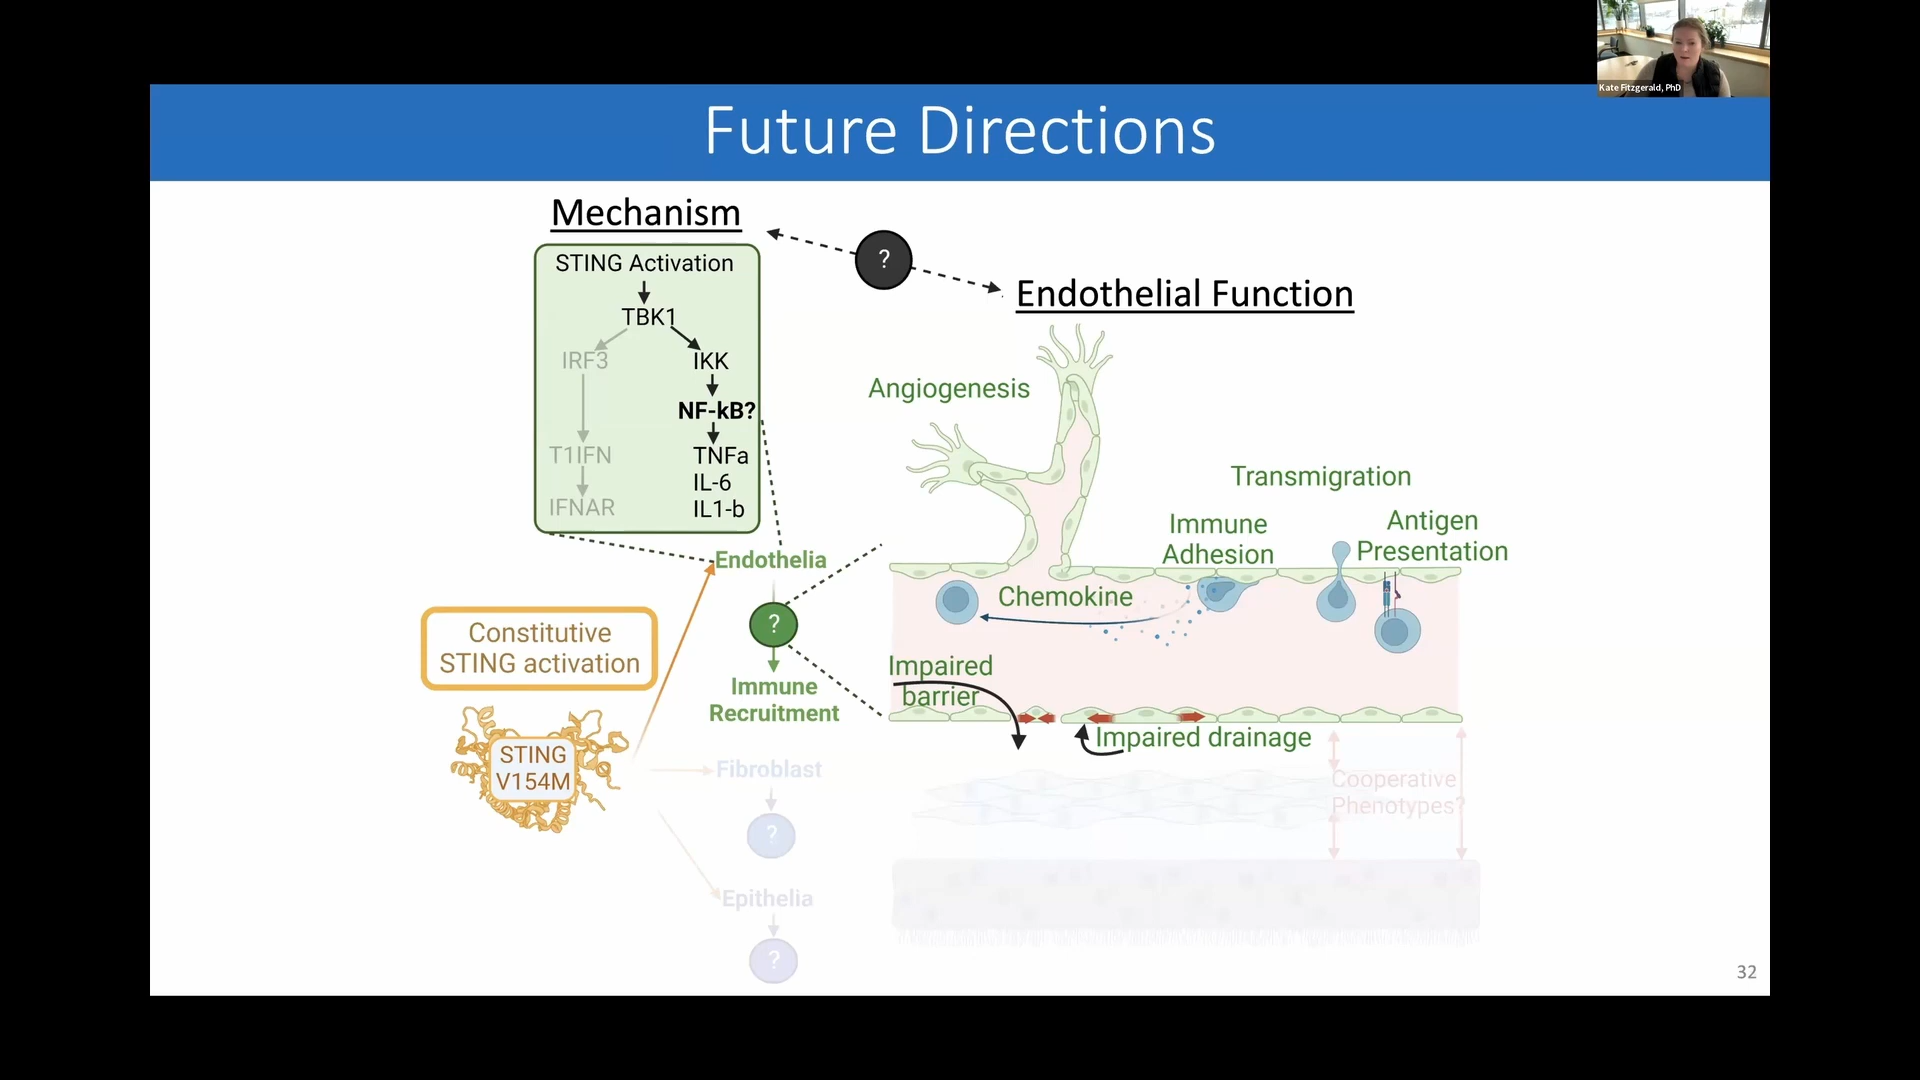 Kate Fitzgerald, PhD
Future Directions
Mechanism
?
Endothelial Function
STING Activation
TBK1
IRF3
IKK
NF-kB?
T1IFN
TNFa
IL-6
IFNAR
IL1-b
Angiogenesis
Transmigration
Immune
Adhesion
Antigen
Presentation
Endothelia
Chemokine
?
Constitutive
STING activation
Immune
Recruitment
Impaired
barrier
Impaired drainage
STING
V154M
Fibroblast
?
Cooperative
Phenotypes?
Epithelia
?
32